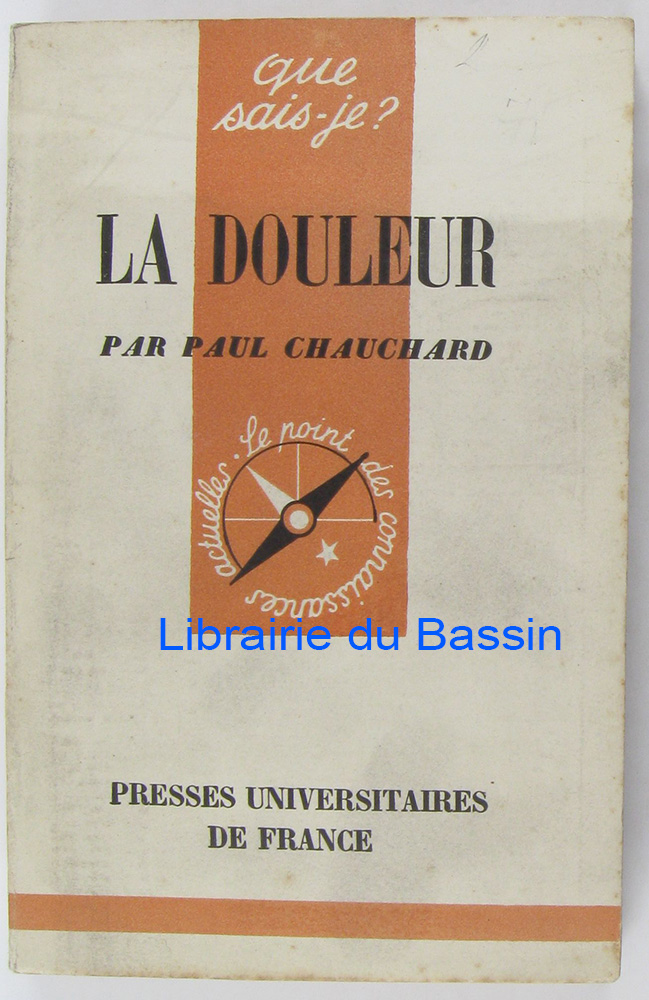 que
sais-je?
LA DOULEUR
PAR PAUL CHAUCHARD
Le point des connaissances actuelles.
Librairie du Bassin
PRESSES UNIVERSITAIRES
DE FRANCE